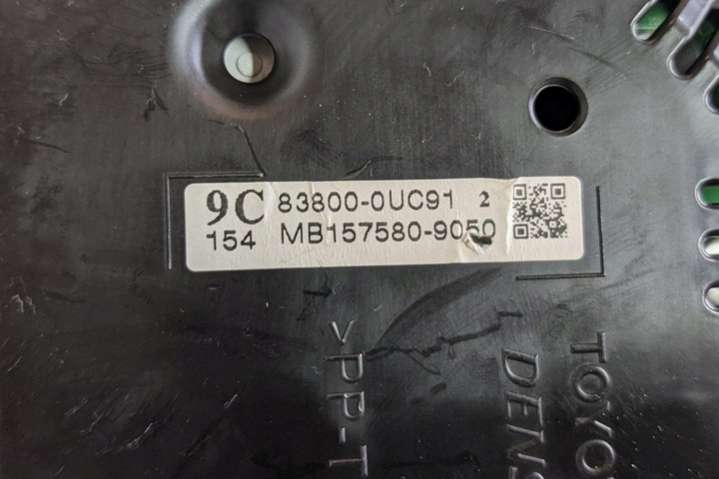 9C 83800-0UC91 2
154 MB157580-9050
>PP-T
DENS
TOYO